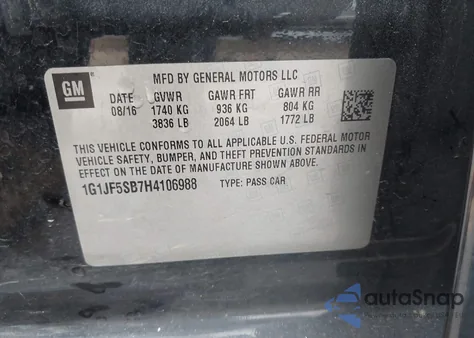 GM
MFD BY GENERAL MOTORS LLC
DATE GVWR GAWR FRT GAWR RR
08/16 1740 KG 936 KG 804 KG
3836 LB 2064 LB 1772 LB
THIS VEHICLE CONFORMS TO ALL APPLICABLE U.S. FEDERAL MOTOR
VEHICLE SAFETY, BUMPER, AND THEFT PREVENTION STANDARDS
IN EFFECT ON THE DATE OF MANUFACTURE SHOWN ABOVE.
1G1JF5SB7H4106988 TYPE: PASS CAR
autoSnap